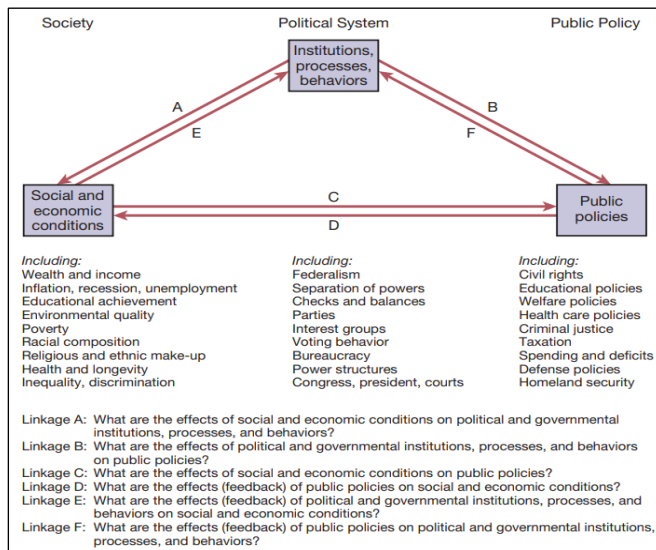 Society Political System Public Policy
Institutions,
processes,
behaviors
A B
E F
Social and
economic
conditions
C
D
Public
policies
Including: Including: Including:
Wealth and income Federalism Civil rights
Inflation, recession, unemployment Separation of powers Educational policies
Educational achievement Checks and balances Welfare policies
Environmental quality Parties Health care policies
Poverty Interest groups Criminal justice
Racial composition Voting behavior Taxation
Religious and ethnic make-up Bureaucracy Spending and deficits
Health and longevity Power structures Defense policies
Inequality, discrimination Congress, president, courts Homeland security
Linkage A: What are the effects of social and economic conditions on political and governmental
institutions, processes, and behaviors?
Linkage B: What are the effects of political and governmental institutions, processes, and behaviors
on public policies?
Linkage C: What are the effects of social and economic conditions on public policies?
Linkage D: What are the effects (feedback) of public policies on social and economic conditions?
Linkage E: What are the effects (feedback) of political and governmental institutions, processes, and
behaviors on social and economic conditions?
Linkage F: What are the effects (feedback) of public policies on political and governmental institutions,
processes, and behaviors?